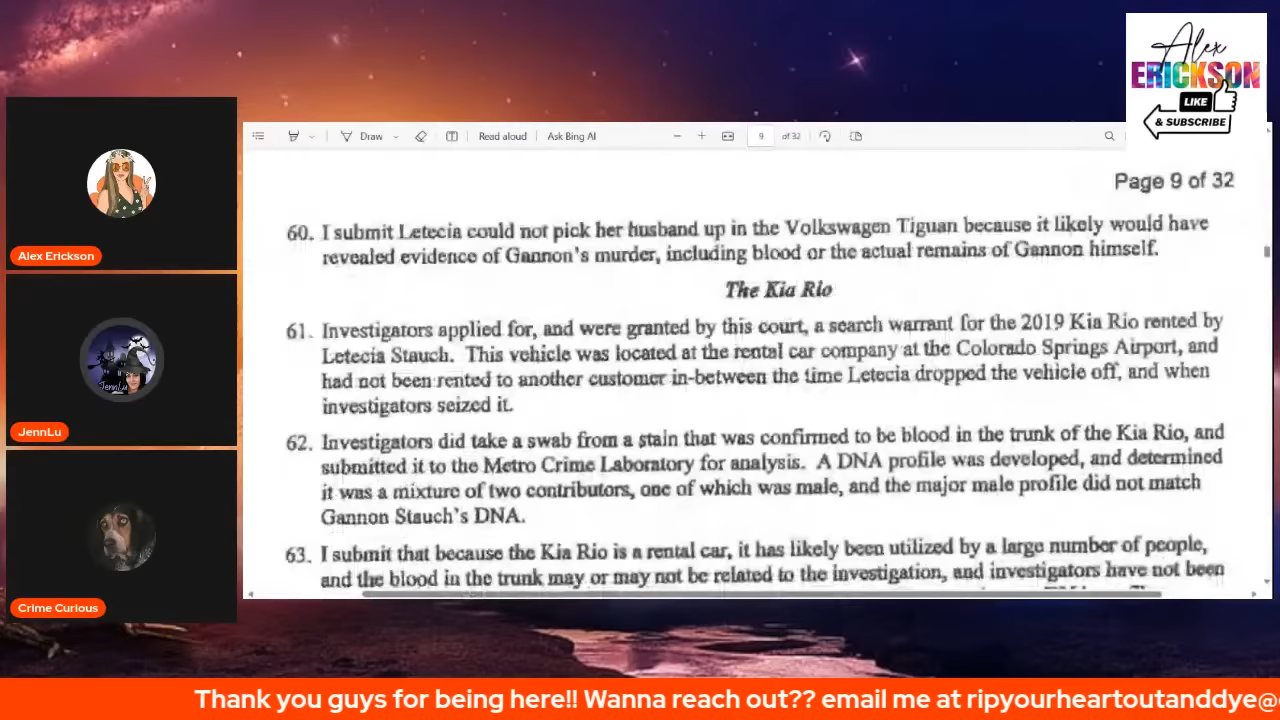 Alex
ERICKSON
LIKE
& SUBSCRIBE
Draw
Read aloud
Ask Bing AI
9
of 32
Page 9 of 32
60. I submit Letecia could not pick her husband up in the Volkswagen Tiguan because it likely would have
revealed evidence of Gannon's murder, including blood or the actual remains of Gannon himself.
The Kia Rio
61. Investigators applied for, and were granted by this court, a search warrant for the 2019 Kia Rio rented by
Letecia Stauch. This vehicle was located at the rental car company at the Colorado Springs Airport, and
had not been rented to another customer in-between the time Letecia dropped the vehicle off, and when
investigators seized it.
62. Investigators did take a swab from a stain that was confirmed to be blood in the trunk of the Kia Rio, and
submitted it to the Metro Crime Laboratory for analysis. A DNA profile was developed, and determined
it was a mixture of two contributors, one of which was male, and the major male profile did not match
Gannon Stauch's DNA.
63. I submit that because the Kia Rio is a rental car, it has likely been utilized by a large number of people,
and the blood in the trunk may or may not be related to the investigation, and investigators have not been
Alex Erickson
JennLu
JennLu
Crime Curious
Thank you guys for being here!! Wanna reach out?? email me at ripyourheartoutanddye@